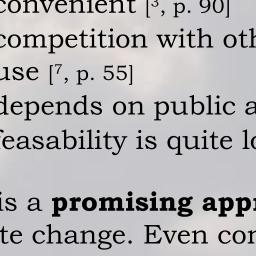 convenient [³, p. 90]
competition with oth
use [⁷, p. 55]
depends on public a
feasability is quite lo
is a promising appr
te change. Even con